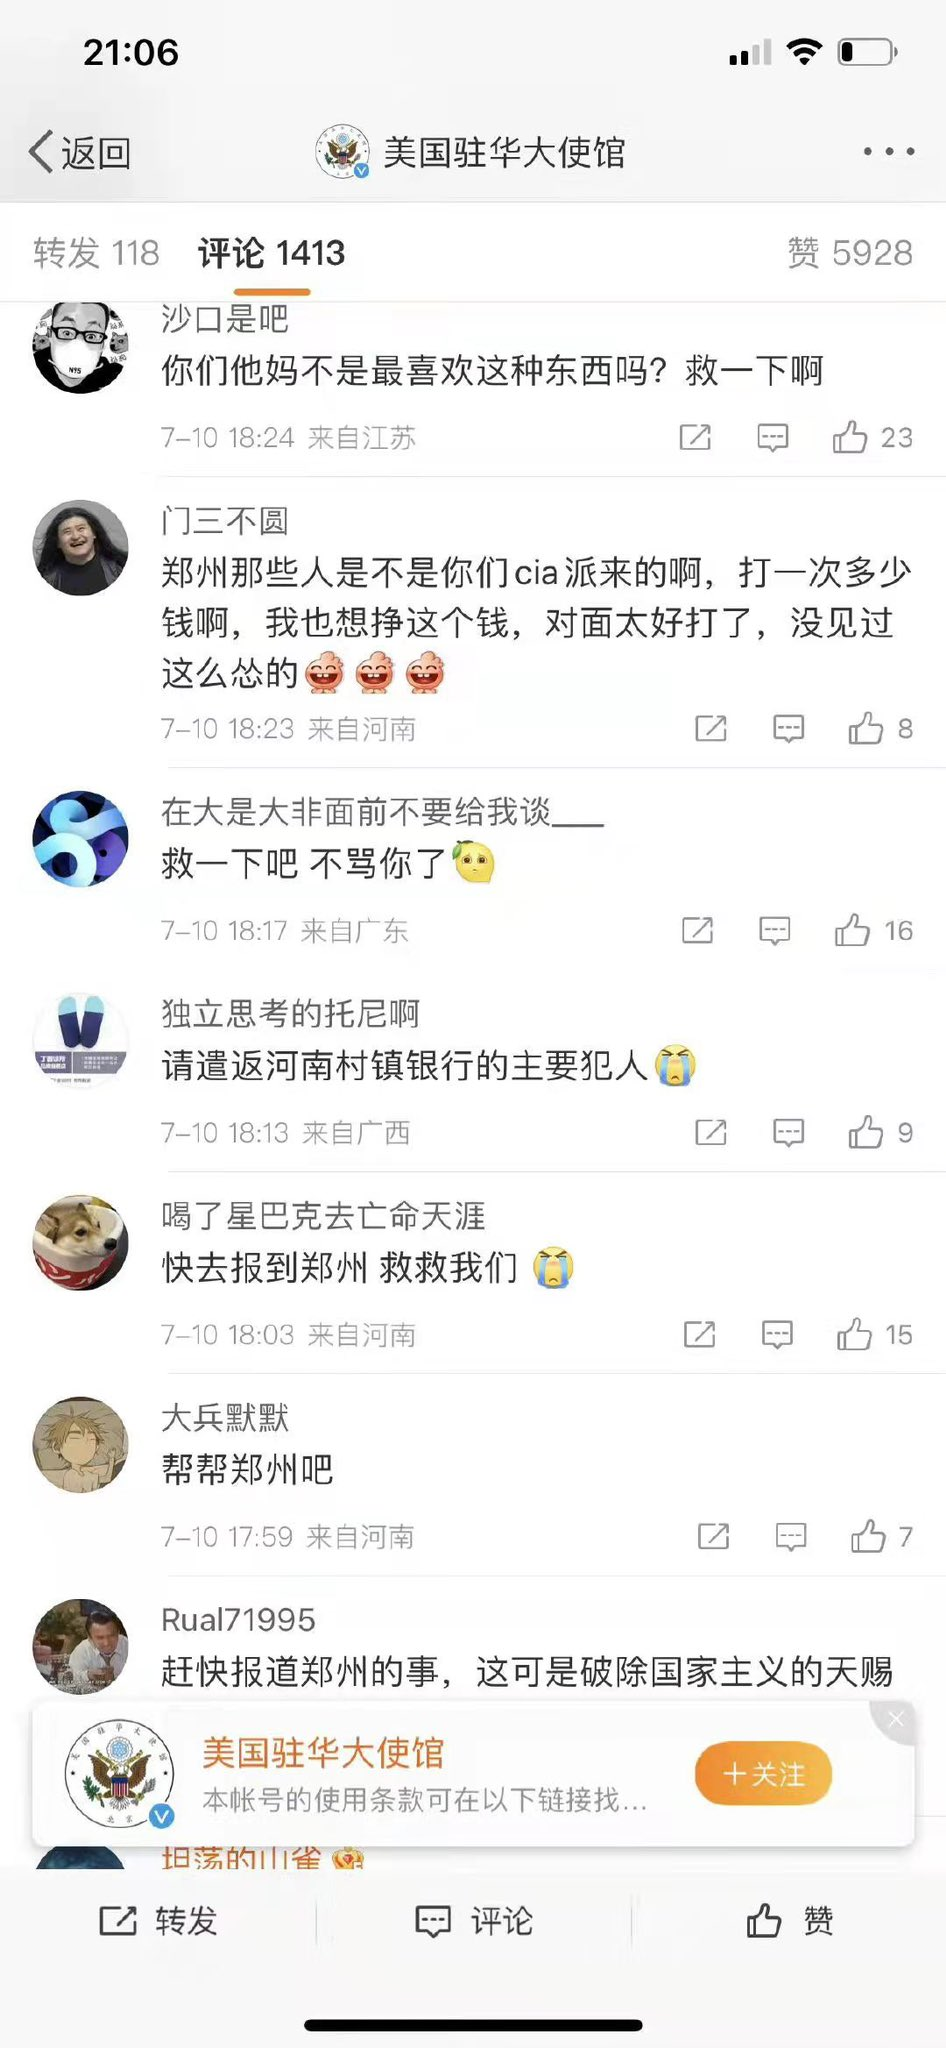 21:06
返回
美国驻华大使馆
转发 118 评论 1413 赞 5928
沙口是吧
你们他妈不是最喜欢这种东西吗？救一下啊
7-10 18:24 来自江苏 23
门三不圆
郑州那些人是不是你们cia派来的啊，打一次多少
钱啊，我也想挣这个钱，对面太好打了，没见过
这么怂的
7-10 18:23 来自河南 8
在大是大非面前不要给我谈___
救一下吧 不骂你了
7-10 18:17 来自广东 16
独立思考的托尼啊
请遣返河南村镇银行的主要犯人
7-10 18:13 来自广西 9
喝了星巴克去亡命天涯
快去报到郑州 救救我们
7-10 18:03 来自河南 15
大兵默默
帮帮郑州吧
7-10 17:59 来自河南 7
Rual71995
赶快报道郑州的事，这可是破除国家主义的天赐
美国驻华大使馆
本帐号的使用条款可在以下链接找...
+关注
坦荡的山雀
转发 评论 赞